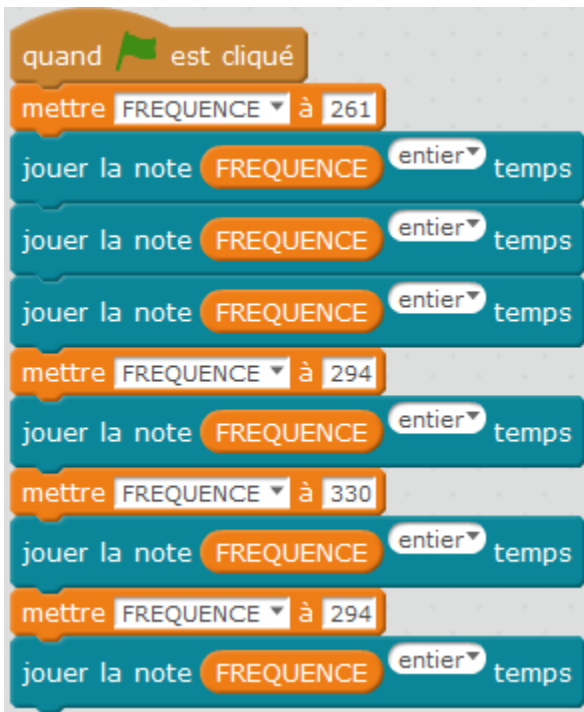 quand est cliqué
mettre FREQUENCE à 261
jouer la note FREQUENCE entier temps
jouer la note FREQUENCE entier temps
jouer la note FREQUENCE entier temps
mettre FREQUENCE à 294
jouer la note FREQUENCE entier temps
mettre FREQUENCE à 330
jouer la note FREQUENCE entier temps
mettre FREQUENCE à 294
jouer la note FREQUENCE entier temps